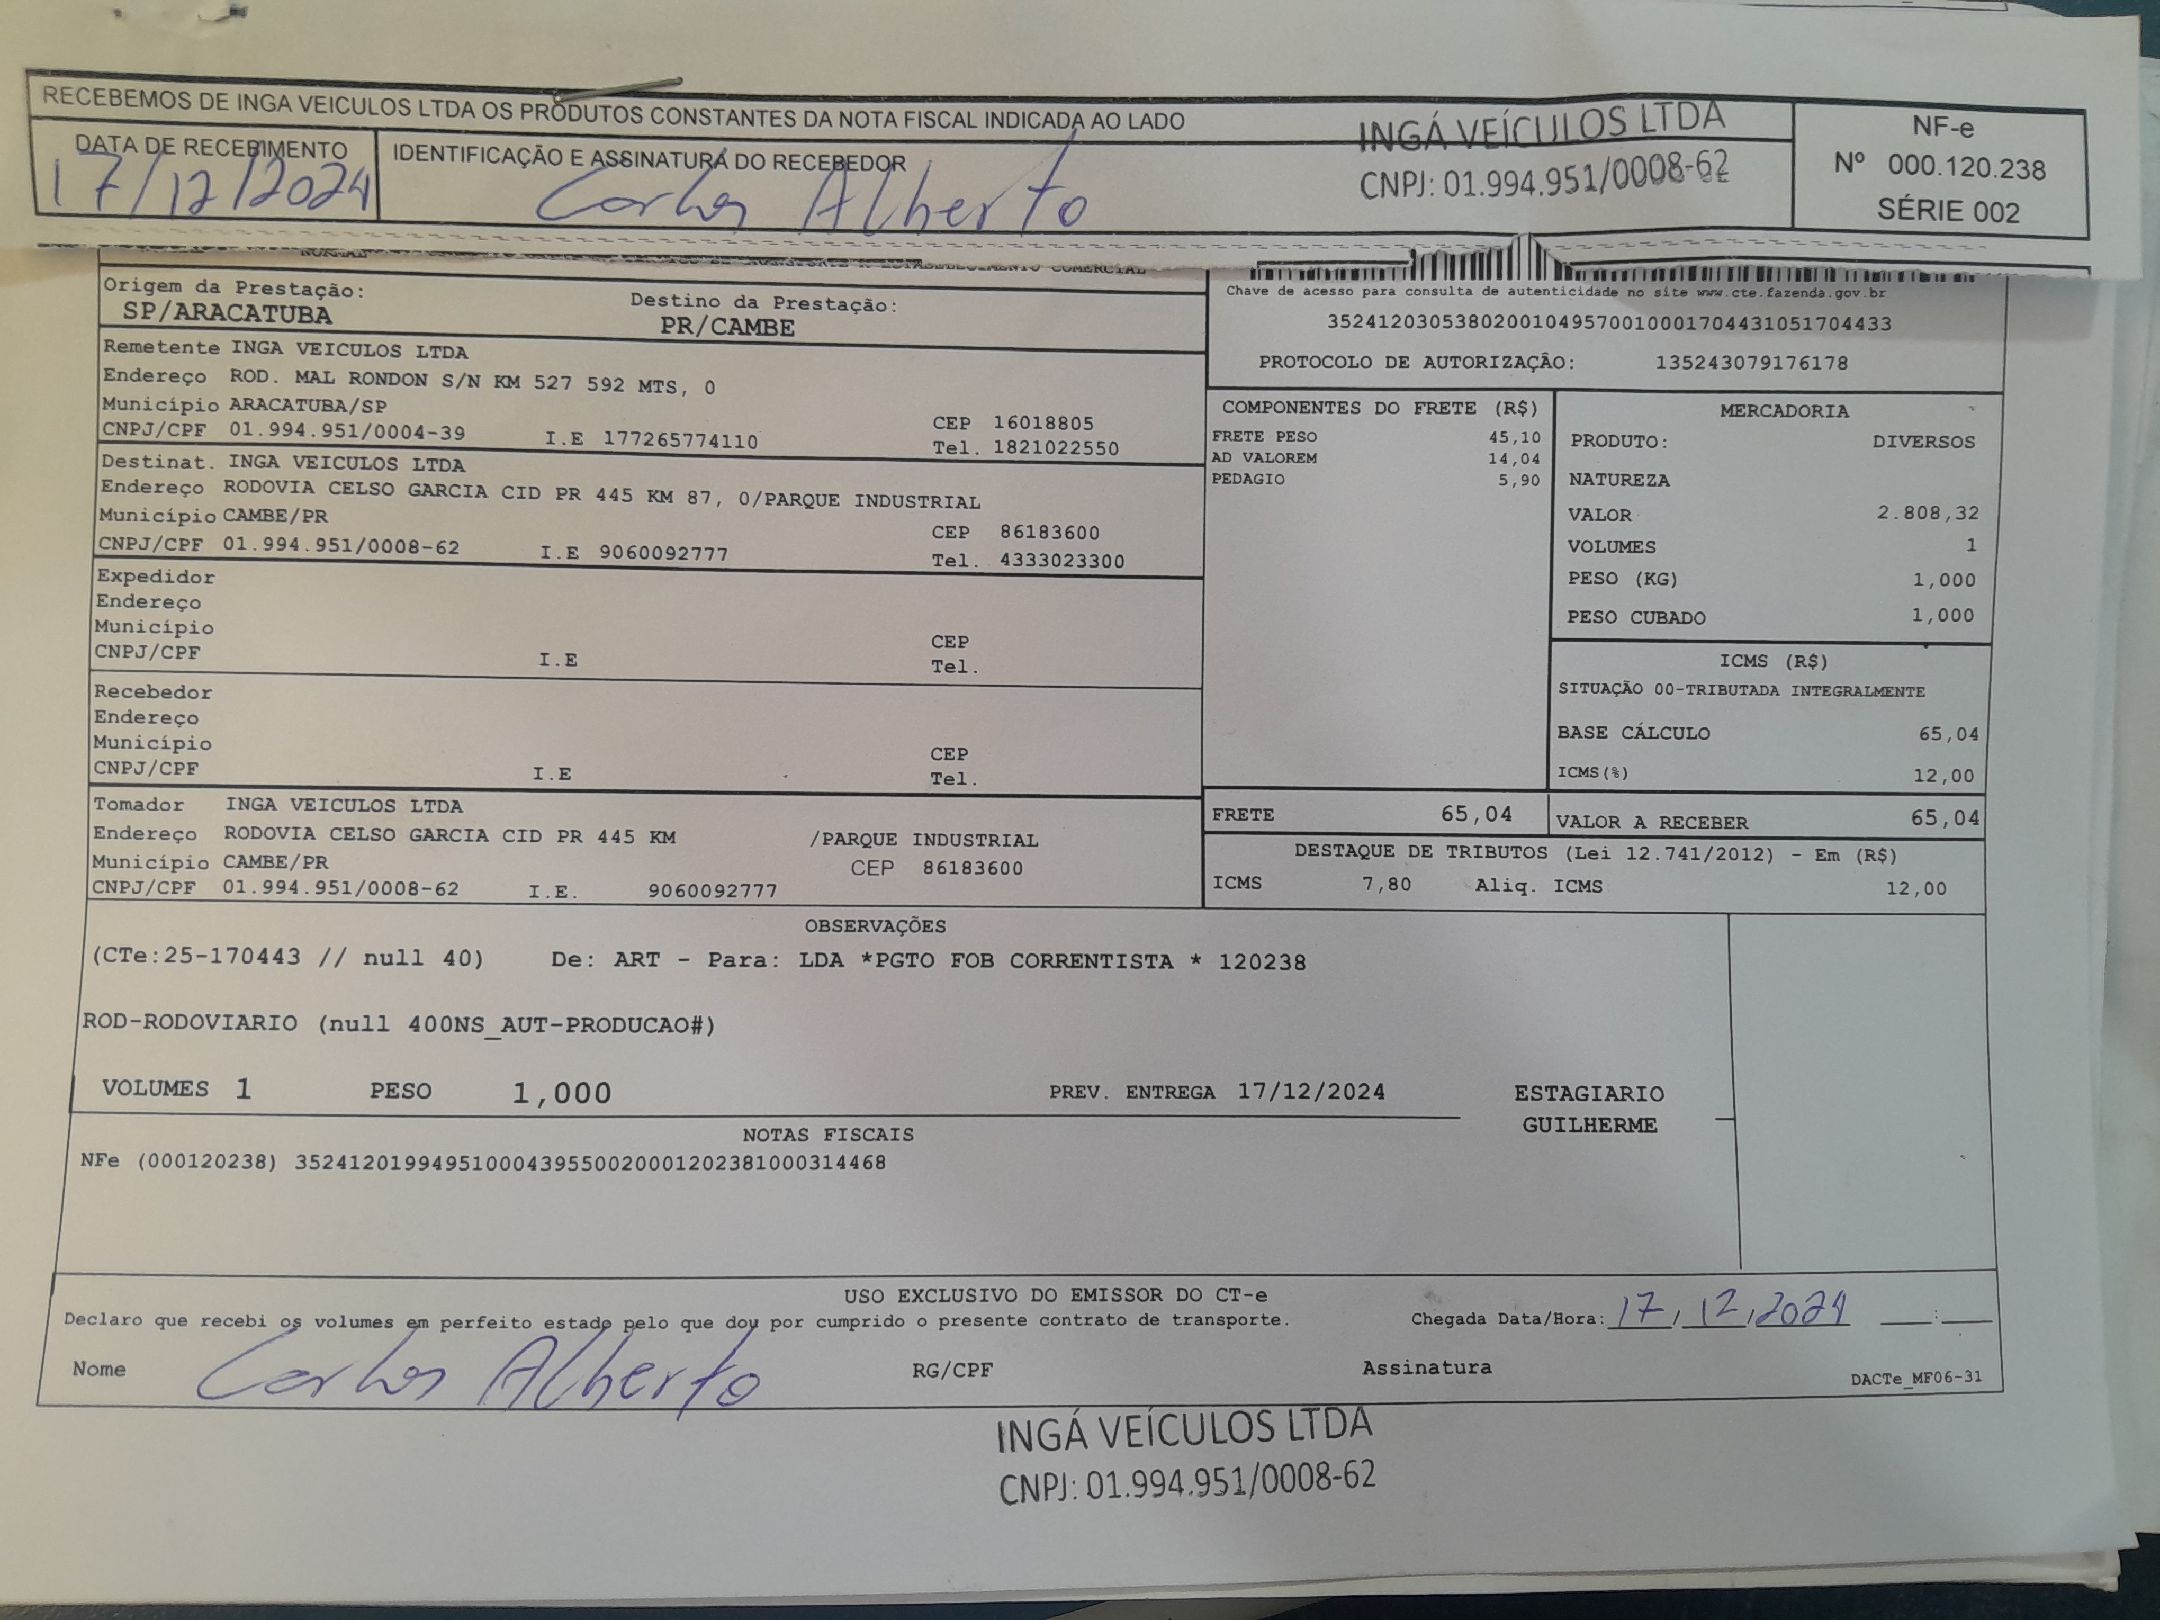 RECEBEMOS DE INGA VEICULOS LTDA OS PRODUTOS CONSTANTES DA NOTA FISCAL INDICADA AO LADO
INGÁ VEÍCULOS LTDA
CNPJ: 01.994.951/0008-62
NF-e
Nº 000.120.238
SÉRIE 002
DATA DE RECEBIMENTO
17/12/2024
IDENTIFICAÇÃO E ASSINATURA DO RECEBEDOR
Carlos Alberto
Origem da Prestação:
SP/ARACATUBA
Destino da Prestação:
PR/CAMBE
Chave de acesso para consulta de autenticidade no site www.cte.fazenda.gov.br
35241203053802001049570010001704431051704433
PROTOCOLO DE AUTORIZAÇÃO: 135243079176178
Remetente INGA VEICULOS LTDA
Endereço ROD. MAL RONDON S/N KM 527 592 MTS, 0
Município ARACATUBA/SP CEP 16018805
CNPJ/CPF 01.994.951/0004-39 I.E 177265774110 Tel. 1821022550
Destinat. INGA VEICULOS LTDA
Endereço RODOVIA CELSO GARCIA CID PR 445 KM 87, 0/PARQUE INDUSTRIAL
Município CAMBE/PR CEP 86183600
CNPJ/CPF 01.994.951/0008-62 I.E 9060092777 Tel. 4333023300
Expedidor
Endereço
Município CEP
CNPJ/CPF I.E Tel.
Recebedor
Endereço
Município CEP
CNPJ/CPF I.E Tel.
Tomador INGA VEICULOS LTDA
Endereço RODOVIA CELSO GARCIA CID PR 445 KM /PARQUE INDUSTRIAL
Município CAMBE/PR CEP 86183600
CNPJ/CPF 01.994.951/0008-62 I.E. 9060092777
COMPONENTES DO FRETE (R$)
FRETE PESO 45,10
AD VALOREM 14,04
PEDAGIO 5,90
MERCADORIA
PRODUTO: DIVERSOS
NATUREZA
VALOR 2.808,32
VOLUMES 1
PESO (KG) 1,000
PESO CUBADO 1,000
ICMS (R$)
SITUAÇÃO 00-TRIBUTADA INTEGRALMENTE
BASE CÁLCULO 65,04
ICMS(%) 12,00
FRETE 65,04 VALOR A RECEBER 65,04
DESTAQUE DE TRIBUTOS (Lei 12.741/2012) - Em (R$)
ICMS 7,80 Aliq. ICMS 12,00
OBSERVAÇÕES
(CTe:25-170443 // null 40) De: ART - Para: LDA *PGTO FOB CORRENTISTA * 120238
ROD-RODOVIARIO (null 400NS_AUT-PRODUCAO#)
VOLUMES 1 PESO 1,000 PREV. ENTREGA 17/12/2024 ESTAGIARIO
GUILHERME
NOTAS FISCAIS
NFe (000120238) 35241201994951000439550020001202381000314468
USO EXCLUSIVO DO EMISSOR DO CT-e
Declaro que recebi os volumes em perfeito estado pelo que dou por cumprido o presente contrato de transporte. Chegada Data/Hora: 17/12/2024 __:__
Nome Carlos Alberto RG/CPF Assinatura
DACTe_MF06-31
INGÁ VEÍCULOS LTDA
CNPJ: 01.994.951/0008-62